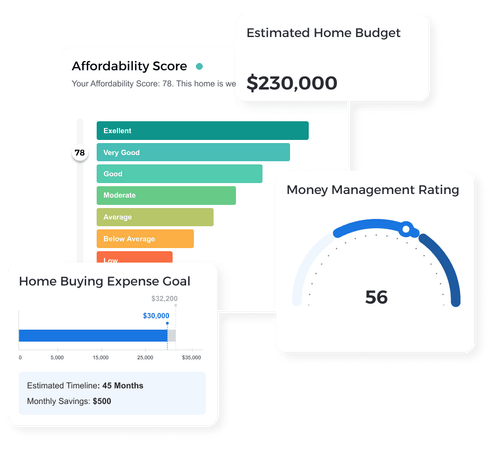 Estimated Home Budget
$230,000
Affordability Score
Your Affordability Score: 78. This home is we
78
Exellent
Very Good
Good
Moderate
Average
Below Average
Low
Money Management Rating
56
Home Buying Expense Goal
$32,200
$30,000
0 5,000 15,000 25,000 $35,000
Estimated Timeline: 45 Months
Monthly Savings: $500